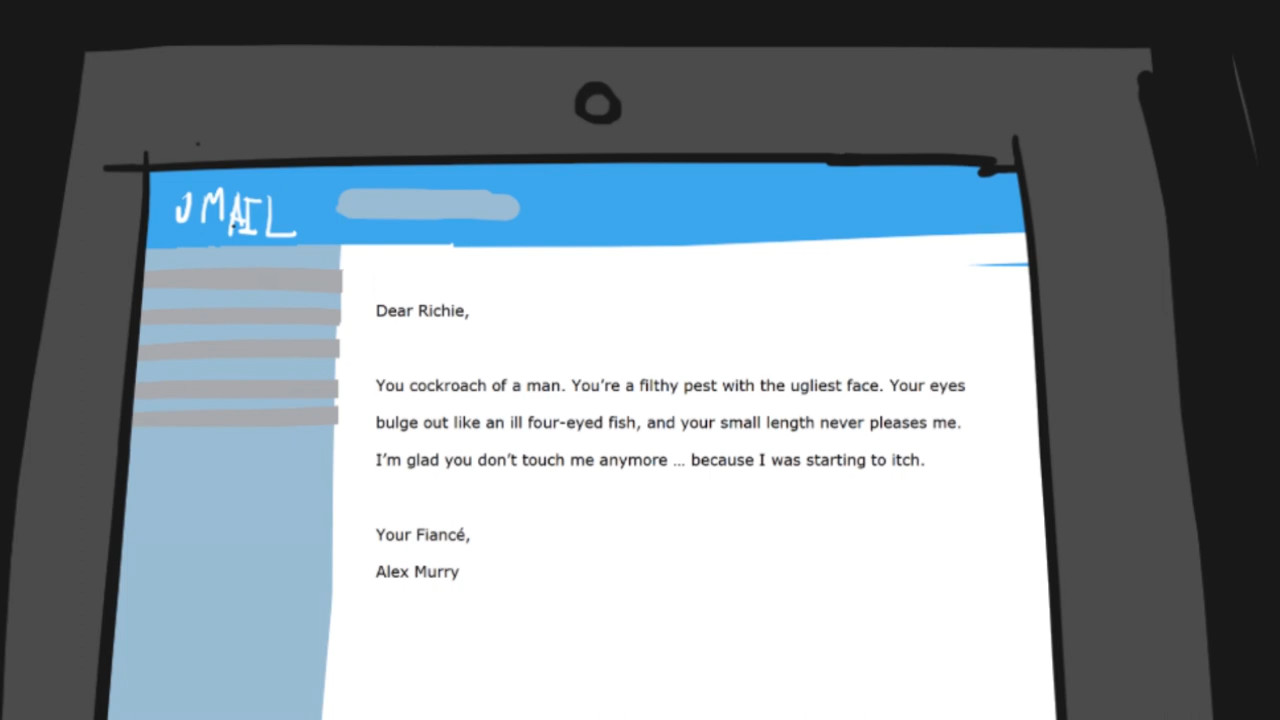 JMAIL
Dear Richie,
You cockroach of a man. You’re a filthy pest with the ugliest face. Your eyes
bulge out like an ill four-eyed fish, and your small length never pleases me.
I’m glad you don’t touch me anymore ... because I was starting to itch.
Your Fiancé,
Alex Murry